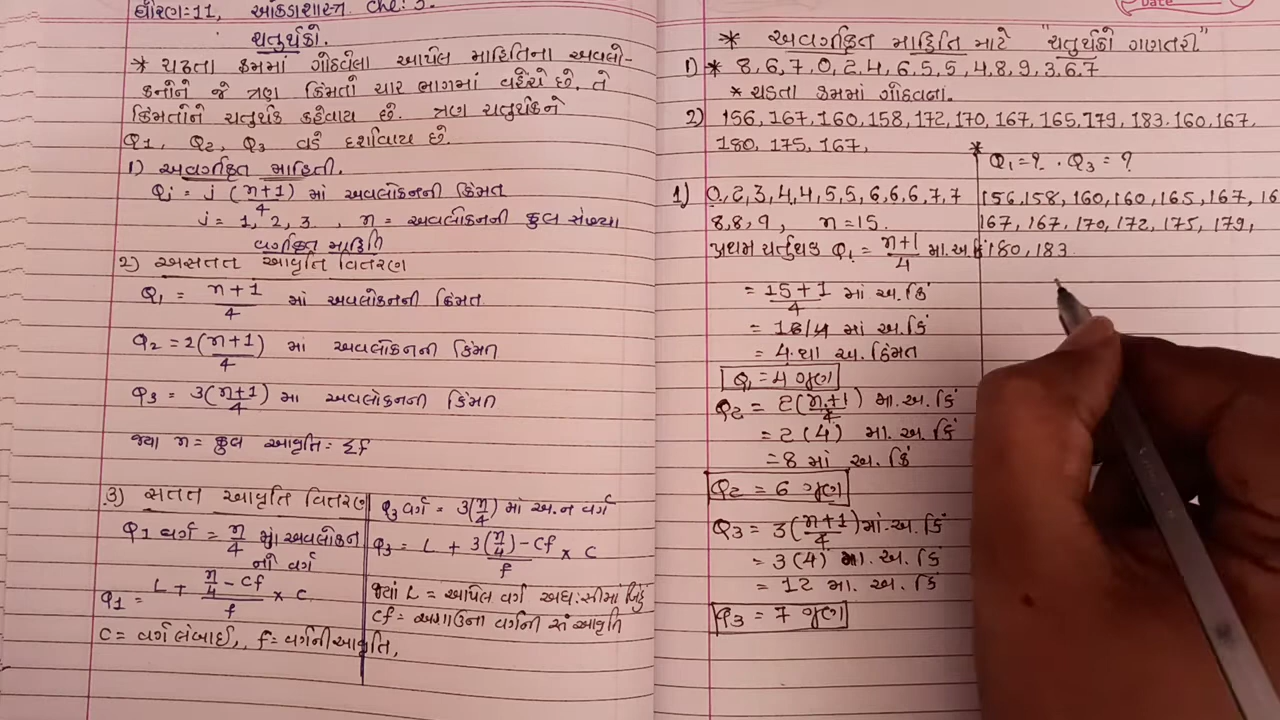 ધોરણ:11, આંકડાશાસ્ત્ર Che: 3.
ચતુર્થકો.
* ચઢતા ક્રમમાં ગોઠવેલા આપેલ માહિતિના અવલો-
કનોને જે ત્રણ કિંમતો ચાર ભાગમાં વહેંચે છે. તે
કિંમતોને ચતુર્થક કહેવાય છે. ત્રણ ચતુર્થકને
Q1, Q2, Q3 વડે દર્શાવાય છે.
1) અવર્ગીકૃત માહિતી.
Qj = j (n+1)/4 માં અવલોકનની કિંમત
j = 1, 2, 3 , n = અવલોકનની કુલ સંખ્યા
વર્ગીકૃત માહિતિ
2) અસતત આવૃતિ વિતરણ
Q1 = n+1/4 માં અવલોકનની કિંમત
Q2 = 2(n+1)/4 માં અવલોકનની કિંમત
Q3 = 3(n+1)/4 માં અવલોકનની કિંમત
જ્યાં n = કુલ આવૃતિ = Σf
3) સતત આવૃતિ વિતરણ
Q1 વર્ગ = n/4 માં અવલોકન
નો વર્ગ
Q1 = L + n/4 - cf/f × c
c = વર્ગલંબાઈ, f = વર્ગની આવૃતિ,
Q3 વર્ગ = 3(n/4) માં અ.ન વર્ગ
Q3 = L + 3(n/4) - cf/f × c
જ્યાં L = આપેલ વર્ગ અધ:સીમાં બિંદુ
cf = અગાઉના વર્ગની સં આવૃતિ
Date
* અવર્ગીકૃત માહિતિ માટે "ચતુર્થકો ગણતરી"
1) * 8, 6, 7, 0, 2, 4, 6, 5, 5, 4, 8, 9, 3, 6, 7
* ચડતા ક્રમમાં ગોઠવતા.
2) 156, 167, 160, 158, 172, 170, 167, 165, 179, 183, 160, 167,
180, 175, 167,
* Q1 = ? . Q3 = ?
1) 0, 2, 3, 4, 4, 5, 5, 6, 6, 6, 7, 7
8, 8, 9, n = 15.
પ્રથમ ચર્તુથક Q1 = n+1/4 મા. અ. કિં
= 15 + 1/4 માં અ. કિં
= 16/4 માં અ. કિં
= 4.થા અ. કિંમત
Q1 = 4 ગુણ
Q2 = 2(n+1)/4 મા. અ. કિં
= 2 (4) મા. અ. કિં
= 8 માં અ. કિં
Q2 = 6 ગુણ
Q3 = 3(n+1)/4 માં. અ. કિં
= 3(4) મા. અ. કિં
= 12 મા. અ. કિં
Q3 = 7 ગુણ
156, 158, 160, 160, 165, 167, 16
167, 167, 170, 172, 175, 179,
180, 183